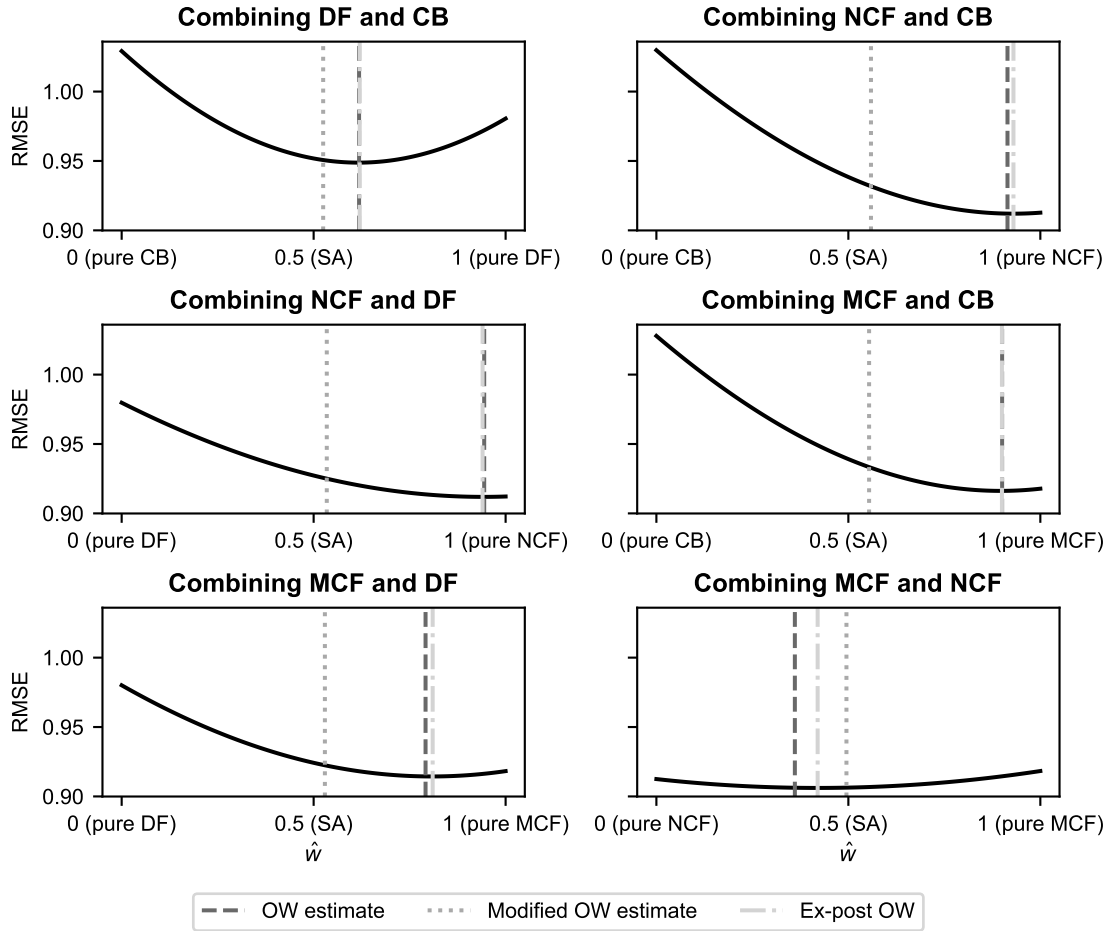 Combining DF and CB
Combining NCF and CB
RMSE
1.00
0.95
0.90
0 (pure CB)
0.5 (SA)
1 (pure DF)
0 (pure CB)
0.5 (SA)
1 (pure NCF)
Combining NCF and DF
Combining MCF and CB
RMSE
1.00
0.95
0.90
0 (pure DF)
0.5 (SA)
1 (pure NCF)
0 (pure CB)
0.5 (SA)
1 (pure MCF)
Combining MCF and DF
Combining MCF and NCF
RMSE
1.00
0.95
0.90
0 (pure DF)
0.5 (SA)
1 (pure MCF)
0 (pure NCF)
0.5 (SA)
1 (pure MCF)
ŵ
ŵ
OW estimate
Modified OW estimate
Ex-post OW